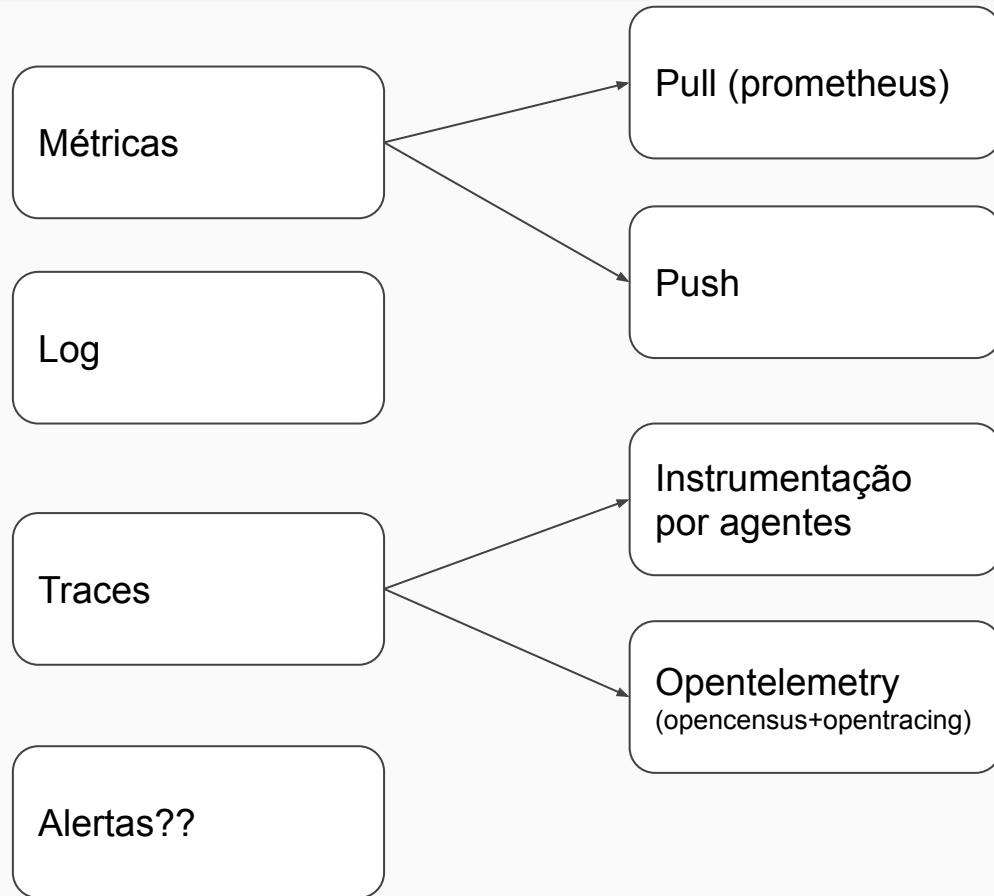 Métricas
Pull (prometheus)
Push
Log
Traces
Instrumentação
por agentes
Opentelemetry
(opencensus+opentracing)
Alertas??